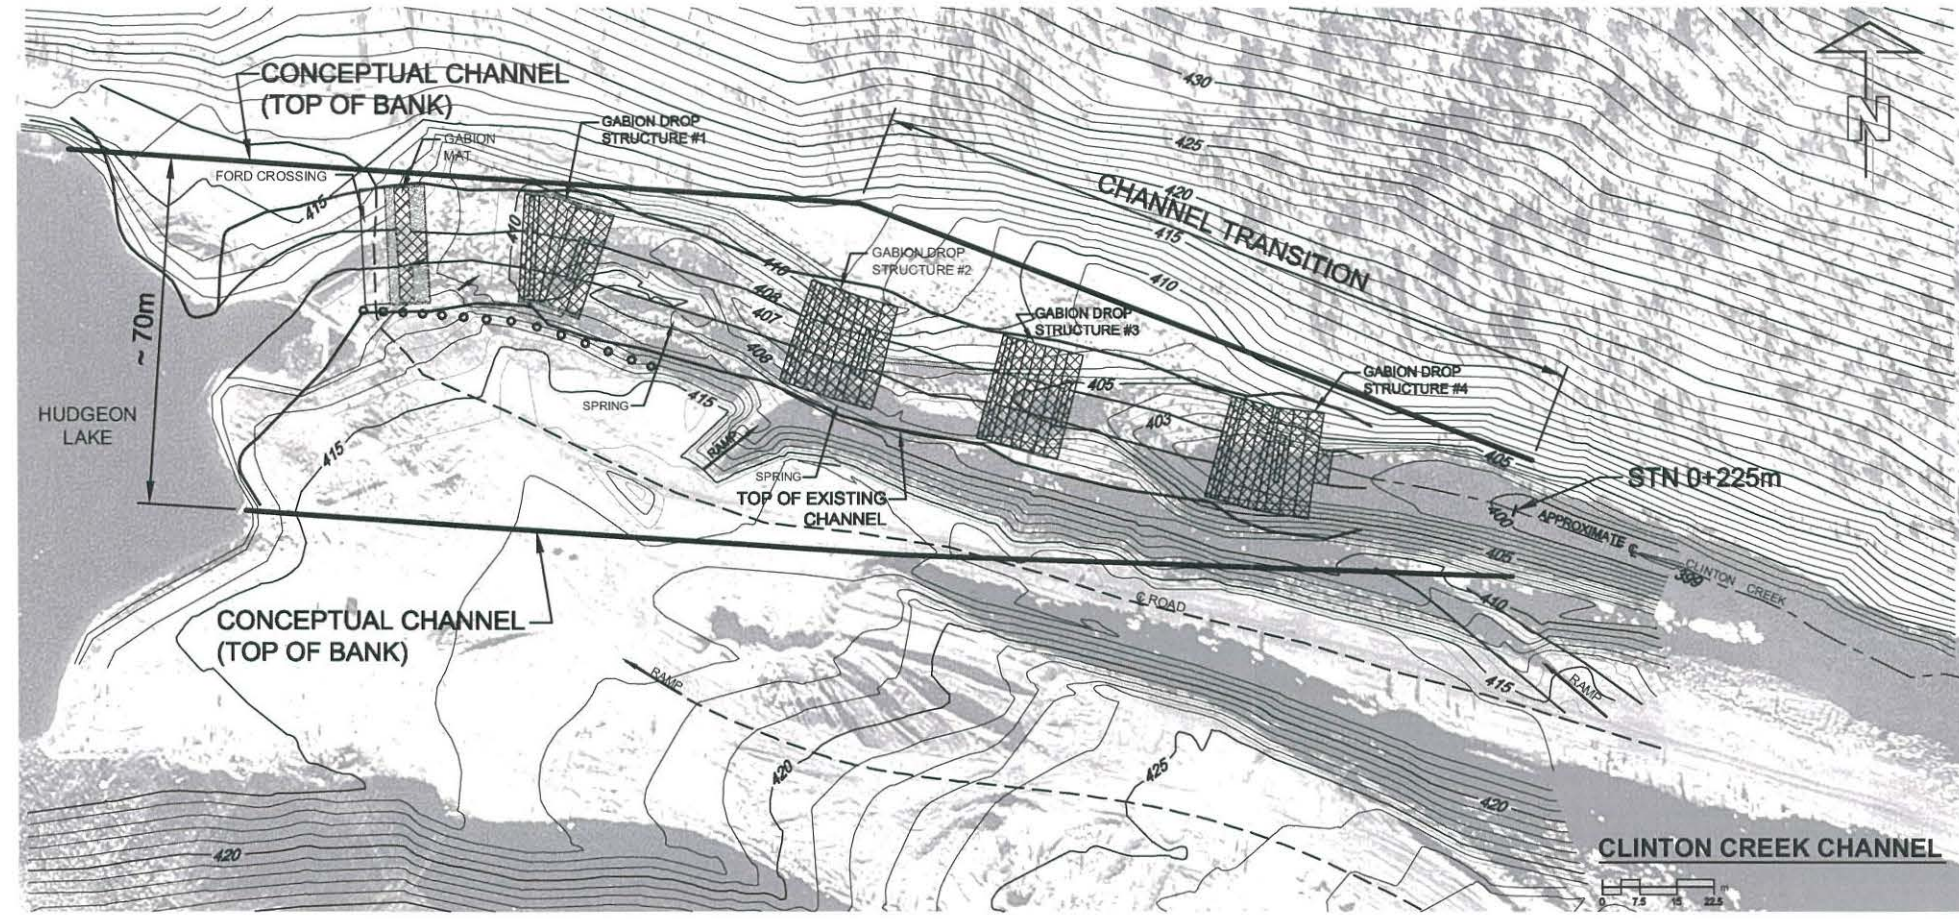 CONCEPTUAL CHANNEL
(TOP OF BANK)
GABION DROP
STRUCTURE #1
GABION
MAT
FORD CROSSING
430
425
420
CHANNEL TRANSITION
415
410
N
415
410
410
408
407
408
GABION DROP
STRUCTURE #2
GABION DROP
STRUCTURE #3
GABION DROP
STRUCTURE #4
405
403
~ 70m
HUDGEON
LAKE
SPRING
415
RAMP
415
SPRING
TOP OF EXISTING
CHANNEL
405
STN 0+225m
400
APPROXIMATE ℄
CLINTON CREEK
399
405
410
CONCEPTUAL CHANNEL
(TOP OF BANK)
℄ ROAD
RAMP
415
RAMP
420
425
420
420
CLINTON CREEK CHANNEL
0 7.5 15 22.5 m